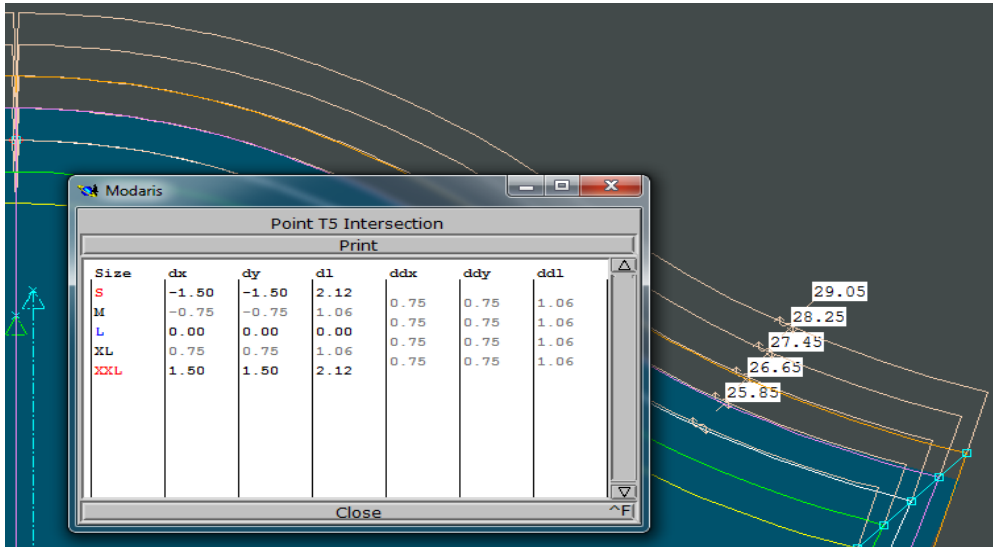 Modaris
Point T5 Intersection
Print
Size dx dy dl ddx ddy ddl
S -1.50 -1.50 2.12
0.75 0.75 1.06
M -0.75 -0.75 1.06
0.75 0.75 1.06
L 0.00 0.00 0.00
0.75 0.75 1.06
XL 0.75 0.75 1.06
0.75 0.75 1.06
XXL 1.50 1.50 2.12
Close ^F
29.05
28.25
27.45
26.65
25.85